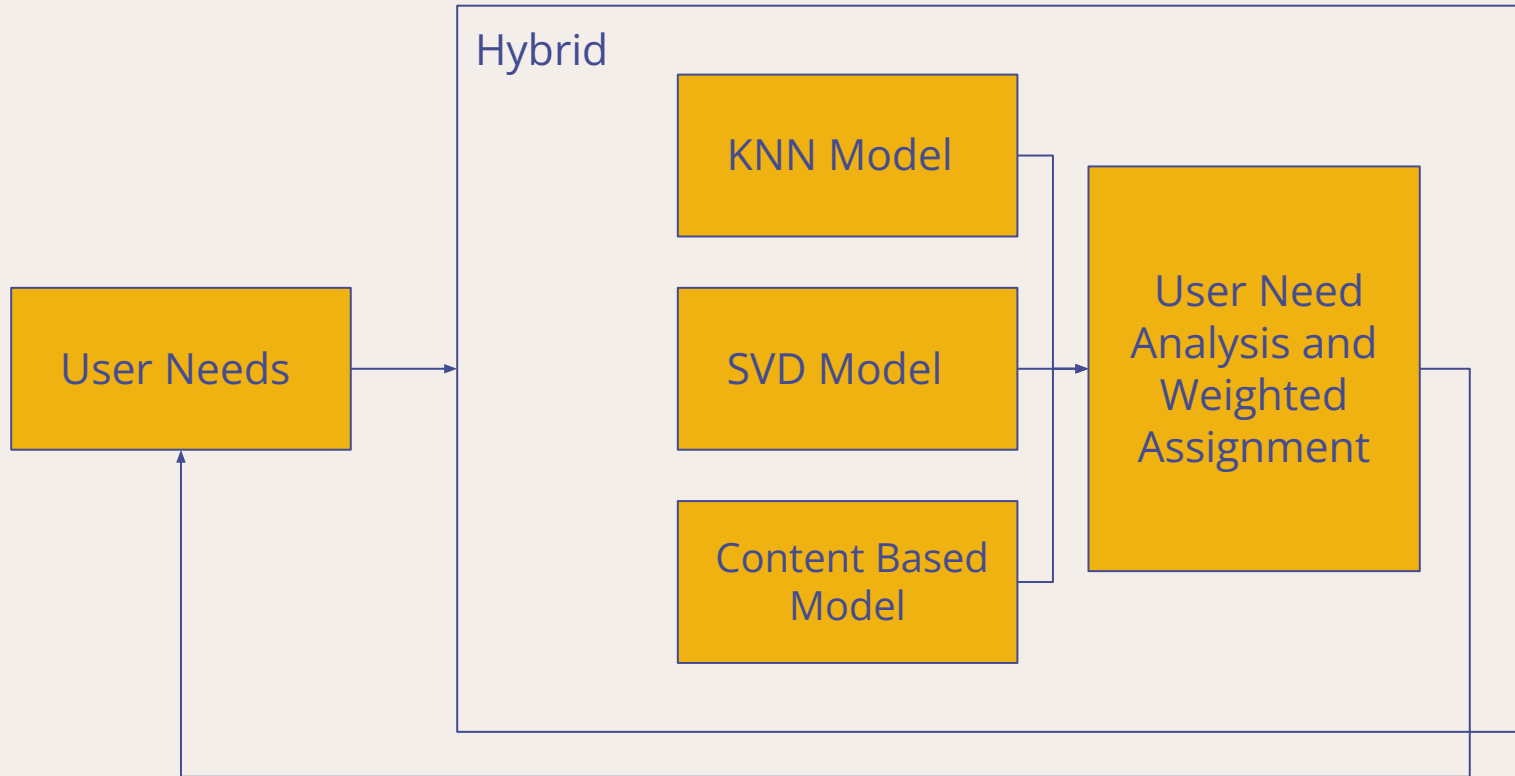 Hybrid
KNN Model
User Needs
SVD Model
Content Based
Model
User Need
Analysis and
Weighted
Assignment